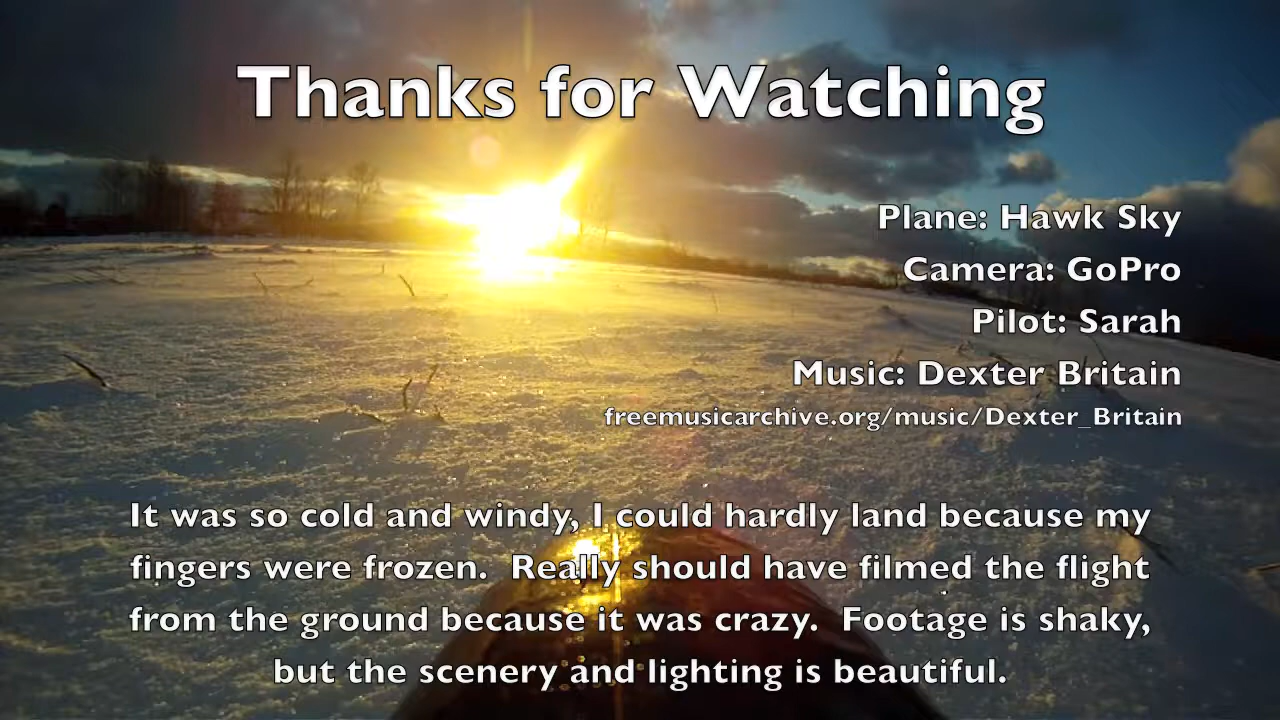 Thanks for Watching
Plane: Hawk Sky
Camera: GoPro
Pilot: Sarah
Music: Dexter Britain
freemusicarchive.org/music/Dexter_Britain
It was so cold and windy, I could hardly land because my
fingers were frozen.  Really should have filmed the flight
from the ground because it was crazy.  Footage is shaky,
but the scenery and lighting is beautiful.